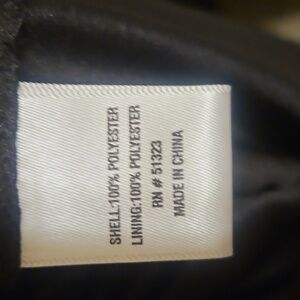 SHELL:100% POLYESTER
LINING:100% POLYESTER
RN # 51323
MADE IN CHINA